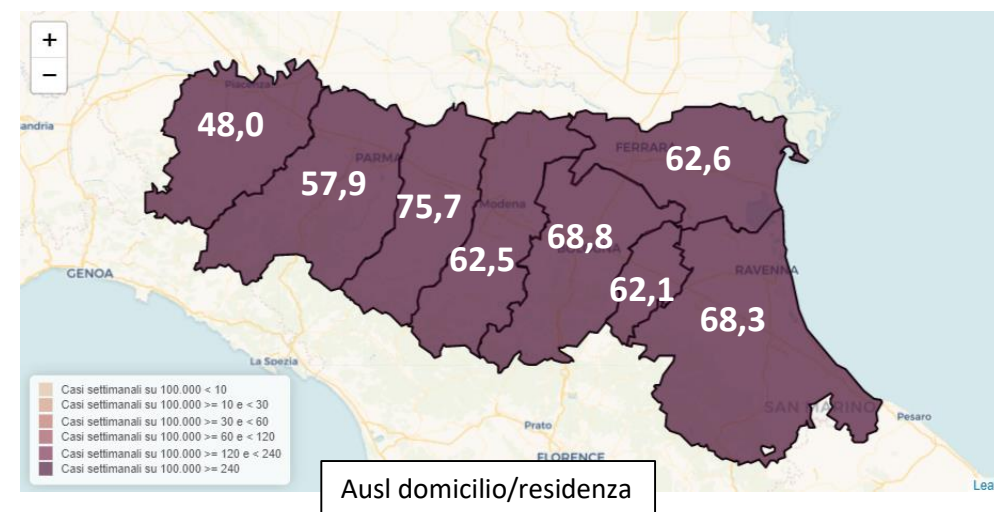 +
−
Piacenza
andria
48,0
PARMA
57,9
75,7
Modena
62,5
68,8
FERRARA
62,6
62,1
RAVENNA
68,3
GENOA
La Spezia
Prato
FLORENCE
SAN MARINO
Pesaro
Casi settimanali su 100.000 < 10
Casi settimanali su 100.000 >= 10 e < 30
Casi settimanali su 100.000 >= 30 e < 60
Casi settimanali su 100.000 >= 60 e < 120
Casi settimanali su 100.000 >= 120 e < 240
Casi settimanali su 100.000 >= 240
Ausl domicilio/residenza
Lea